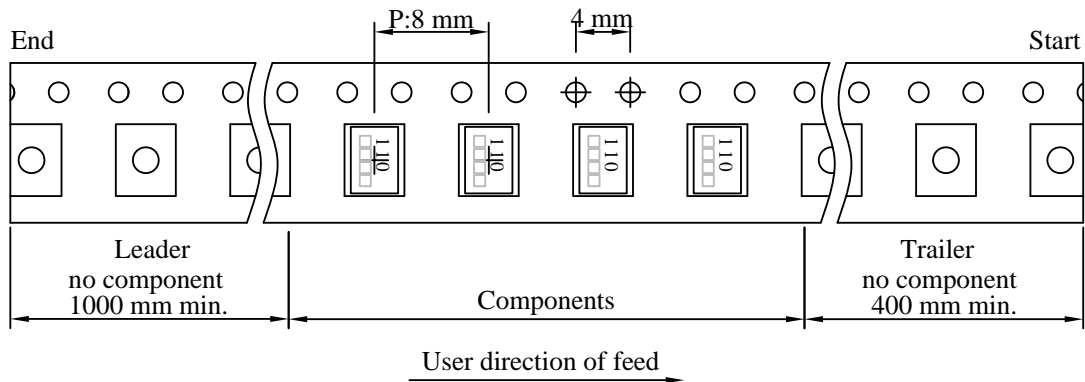 P:8 mm
4 mm
End
Start
110
110
110
110
Leader
no component
1000 mm min.
Components
Trailer
no component
400 mm min.
User direction of feed